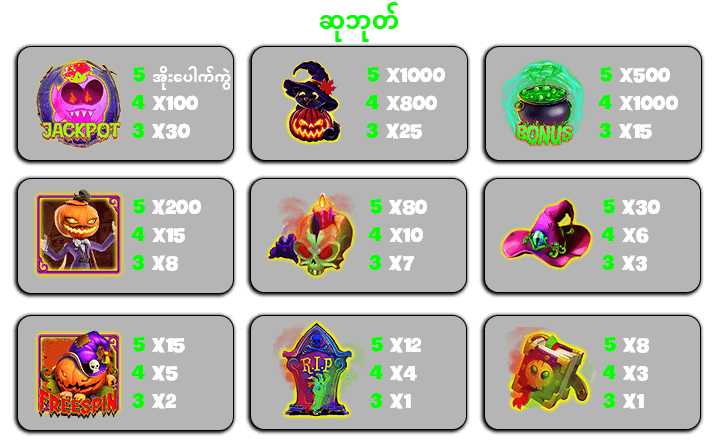 ဆုဘုတ်
JACKPOT
5 အိုးပေါက်ကွဲ
4 X100
3 X30
5 X1000
4 X800
3 X25
BONUS
5 X500
4 X1000
3 X15
5 X200
4 X15
3 X8
5 X80
4 X10
3 X7
5 X30
4 X6
3 X3
FREESPIN
5 X15
4 X5
3 X2
R.I.P
5 X12
4 X4
3 X1
5 X8
4 X3
3 X1